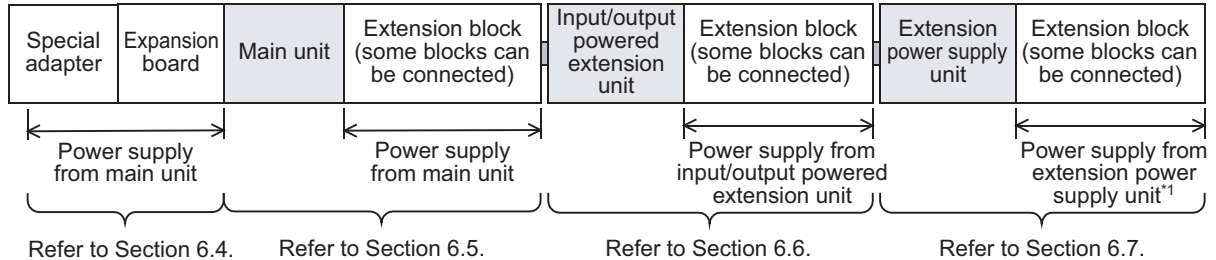 Special
adapter
Expansion
board
Main unit
Extension block
(some blocks can
be connected)
Input/output
powered
extension
unit
Extension block
(some blocks can
be connected)
Extension
power supply
unit
Extension block
(some blocks can
be connected)
Power supply
from main unit
Power supply
from main unit
Power supply from
input/output powered
extension unit
Power supply from
extension power
supply unit*1
Refer to Section 6.4.
Refer to Section 6.5.
Refer to Section 6.6.
Refer to Section 6.7.